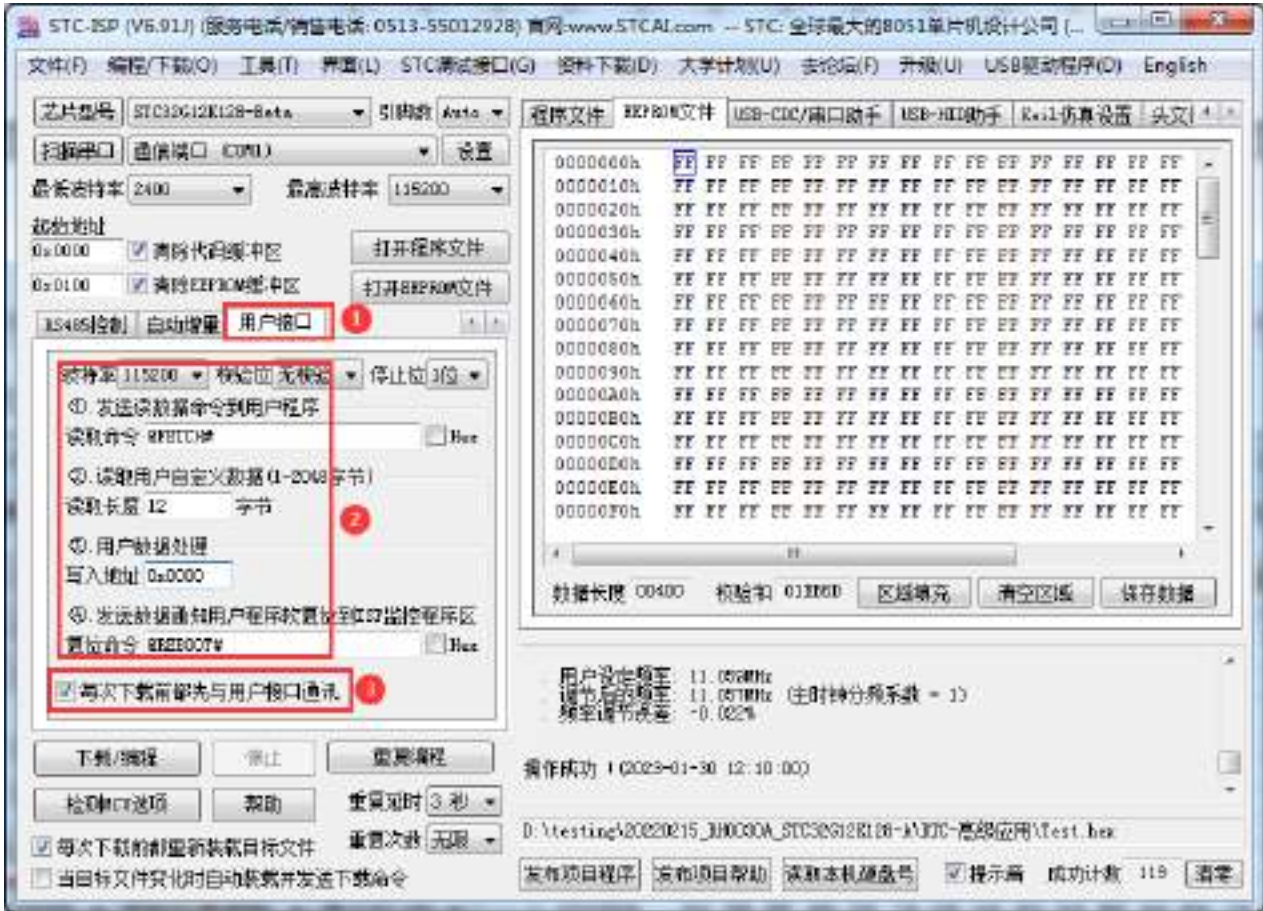 STC-ISP (V6.91J) (服务电话/销售电话: 0513-55012928) 官网:www.STCAI.com -- STC: 全球最大的8051单片机设计公司 (...
文件(F) 编程/下载(O) 工具(T) 界面(L) STC测试接口(G) 资料下载(D) 大学计划(U) 去论坛(F) 升级(U) USB驱动程序(O) English
芯片型号 STC32G12K128-Beta 引脚数 Auto
扫描串口 通信端口 (COM1) 设置
最低波特率 2400 最高波特率 115200
起始地址
0x0000 清除代码缓冲区 打开程序文件
0x0100 清除EEPROM缓冲区 打开EEPROM文件
RS485控制 自动增量 用户接口 1
波特率 115200 校验位 无校验 停止位 1位
①. 发送读数据命令到用户程序
读取命令 Hex
②. 读取用户自定义数据(1-2048字节)
读取长度 12 字节
2
③. 用户数据处理
写入地址 0x0000
④. 发送数据通知用户程序软复位到ISP监控程序区
复位命令 @REBOOT# Hex
每次下载前都先与用户接口通讯 3
下载/编程 停止 重复编程
检测MCU选项 帮助 重复延时 3 秒
重复次数 无限
每次下载前都重新装载目标文件
当目标文件变化时自动装载并发送下载命令
程序文件 EEPROM文件 USB-CDC/串口助手 USB-HID助手 Keil仿真设置 头文
0000000h FF FF FF FF FF FF FF FF FF FF FF FF FF FF FF FF
0000010h FF FF FF FF FF FF FF FF FF FF FF FF FF FF FF FF
0000020h FF FF FF FF FF FF FF FF FF FF FF FF FF FF FF FF
0000030h FF FF FF FF FF FF FF FF FF FF FF FF FF FF FF FF
0000040h FF FF FF FF FF FF FF FF FF FF FF FF FF FF FF FF
0000050h FF FF FF FF FF FF FF FF FF FF FF FF FF FF FF FF
0000060h FF FF FF FF FF FF FF FF FF FF FF FF FF FF FF FF
0000070h FF FF FF FF FF FF FF FF FF FF FF FF FF FF FF FF
0000080h FF FF FF FF FF FF FF FF FF FF FF FF FF FF FF FF
0000090h FF FF FF FF FF FF FF FF FF FF FF FF FF FF FF FF
00000A0h FF FF FF FF FF FF FF FF FF FF FF FF FF FF FF FF
00000B0h FF FF FF FF FF FF FF FF FF FF FF FF FF FF FF FF
00000C0h FF FF FF FF FF FF FF FF FF FF FF FF FF FF FF FF
00000D0h FF FF FF FF FF FF FF FF FF FF FF FF FF FF FF FF
00000E0h FF FF FF FF FF FF FF FF FF FF FF FF FF FF FF FF
00000F0h FF FF FF FF FF FF FF FF FF FF FF FF FF FF FF FF
数据长度 00400 校验和 区域填充 清空区域 保存数据
. 用户设定频率: 11.059MHz
. 调节后的频率: 11.057MHz (主时钟分频系数 = 1)
. 频率调节误差: -0.022%
操作成功 !(2023-01-30 12:10:00)
D:\testing\20220215_RH0030A_STC32G12K128-A\RTC-高级应用\Test.hex
发布项目程序 发布项目帮助 读取本机硬盘号 提示音 成功计数 119 清零